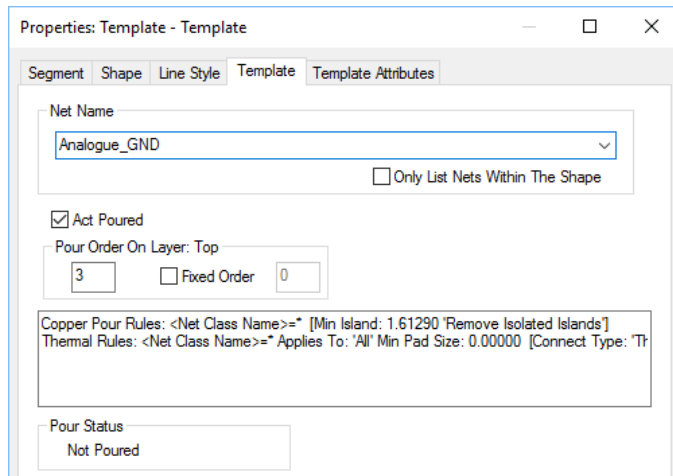 Properties: Template - Template
Segment Shape Line Style Template Template Attributes
Net Name
Analogue_GND
Only List Nets Within The Shape
Act Poured
Pour Order On Layer: Top
3 Fixed Order 0
Copper Pour Rules: <Net Class Name>=* [Min Island: 1.61290 'Remove Isolated Islands']
Thermal Rules: <Net Class Name>=* Applies To: 'All' Min Pad Size: 0.00000 [Connect Type: 'Th
Pour Status
Not Poured